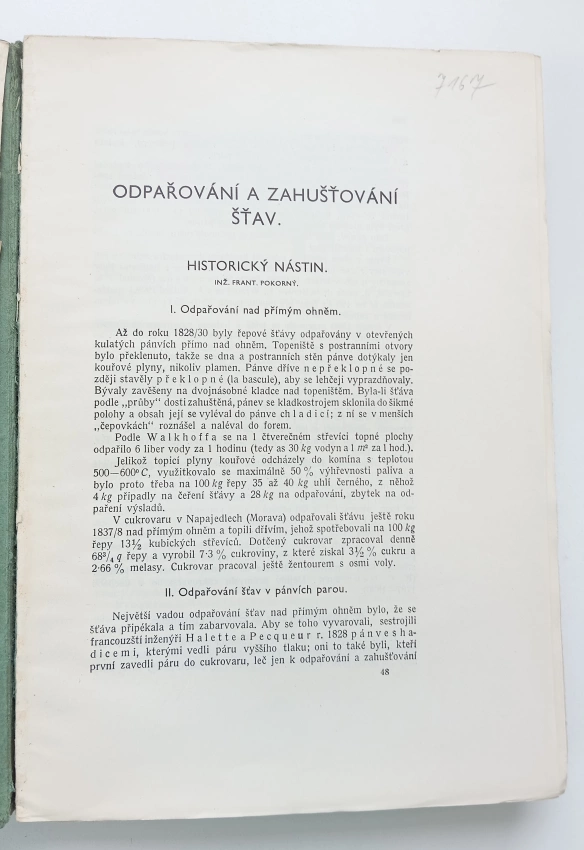 7167
ODPAŘOVÁNÍ A ZAHUŠŤOVÁNÍ
ŠŤAV.
HISTORICKÝ NÁSTIN.
INŽ. FRANT. POKORNÝ.
I. Odpařování nad přímým ohněm.
Až do roku 1828/30 byly řepové šťávy odpařovány v otevřených
kulatých pánvích přímo nad ohněm. Topeniště s postranními otvory
bylo překlenuto, takže se dna a postranních stěn pánve dotýkaly jen
kouřové plyny, nikoliv plamen. Pánve dříve nepřeklopné se po-
zději stavěly překlopné (la bascule), aby se lehčeji vyprazdňovaly.
Bývaly zavěšeny na dvojnásobné kladce nad topeništěm. Byla-li šťáva
podle „průby" dosti zahuštěná, pánev se kladkostrojem sklonila do šikmé
polohy a obsah její se vyléval do pánve chladicí; z ní se v menších
„čepovkách" roznášel a naléval do forem.
Podle Walkhoffa se na 1 čtverečném střevíci topné plochy
odpařilo 6 liber vody za 1 hodinu (tedy as 30 kg vody na 1 m² za 1 hod.).
Jelikož topicí plyny kouřové odcházely do komína s teplotou
500—600° C, využitkovalo se maximálně 50 % výhřevnosti paliva a
bylo proto třeba na 100 kg řepy 35 až 40 kg uhlí černého, z něhož
4 kg připadly na čeření šťávy a 28 kg na odpařování, zbytek na od-
paření výsladů.
V cukrovaru v Napajedlech (Morava) odpařovali šťávu ještě roku
1837/8 nad přímým ohněm a topili dřívím, jehož spotřebovali na 100 kg
řepy 13½ kubických střevíců. Dotčený cukrovar zpracoval denně
68³/₄ q řepy a vyrobil 7·3 % cukroviny, z které získal 3½ % cukru a
2·66 % melasy. Cukrovar pracoval ještě žentourem s osmi voly.
II. Odpařování šťav v pánvích parou.
Největší vadou odpařování šťav nad přímým ohněm bylo, že se
šťáva připékala a tím zabarvovala. Aby se toho vyvarovali, sestrojili
francouzští inženýři Halette a Pecqueur r. 1828 pánve s ha-
dicemi, kterými vedli páru vyššího tlaku; oni to také byli, kteří
první zavedli páru do cukrovaru, leč jen k odpařování a zahušťování
48